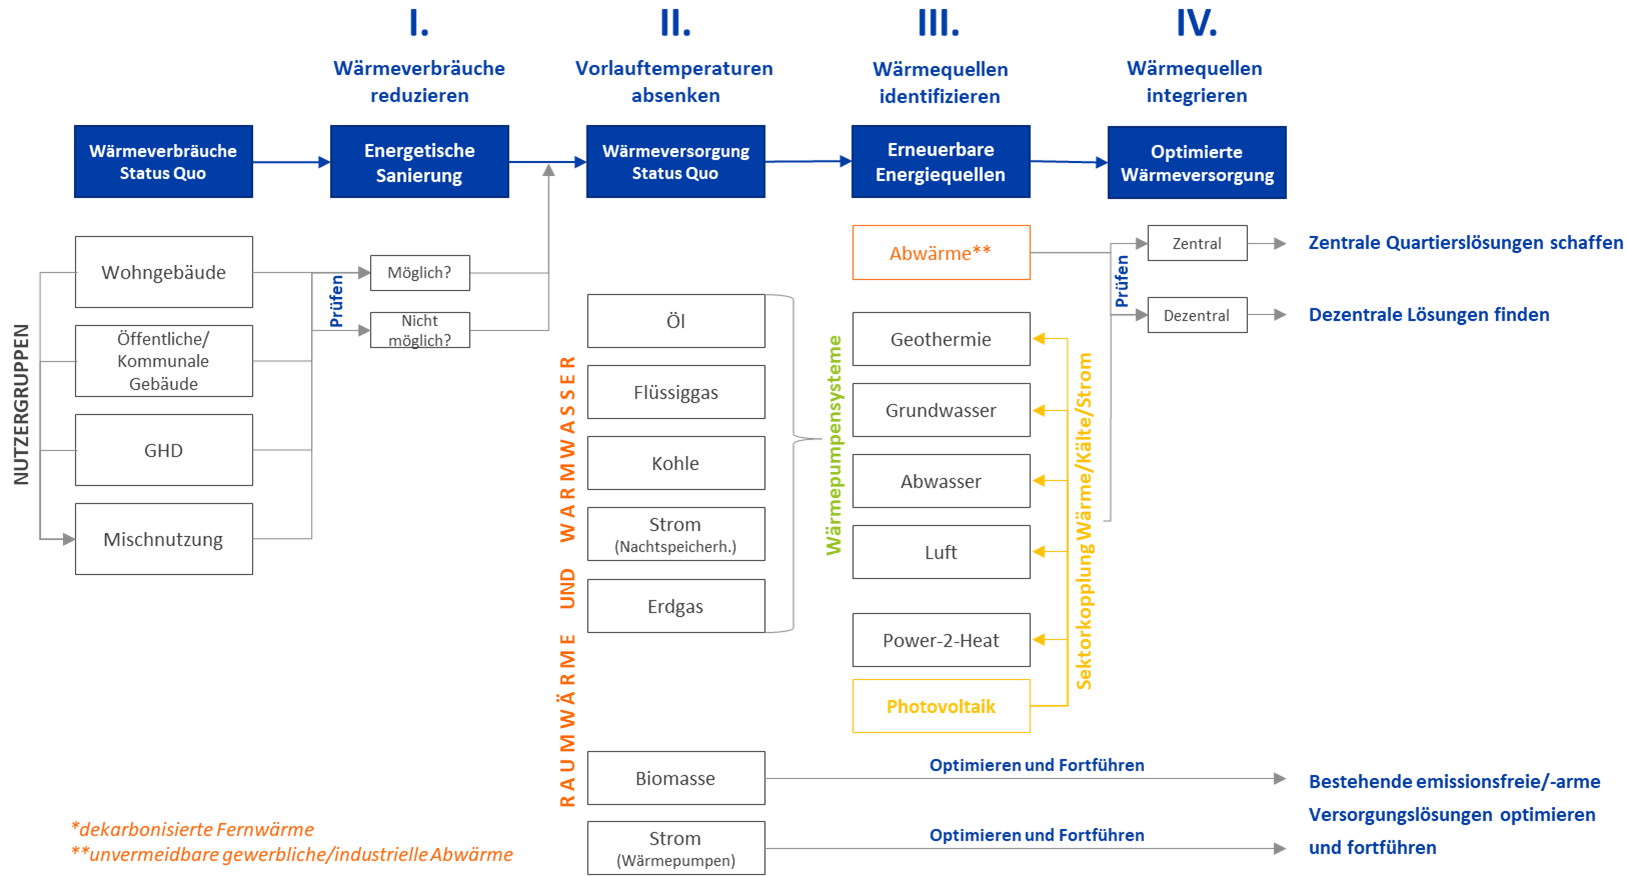 I.
Wärmeverbräuche
reduzieren
II.
Vorlauftemperaturen
absenken
III.
Wärmequellen
identifizieren
IV.
Wärmequellen
integrieren
Wärmeverbräuche
Status Quo
Energetische
Sanierung
Wärmeversorgung
Status Quo
Erneuerbare
Energiequellen
Optimierte
Wärmeversorgung
NUTZERGRUPPEN
Wohngebäude
Öffentliche/
Kommunale
Gebäude
GHD
Mischnutzung
Prüfen
Möglich?
Nicht
möglich?
RAUMWÄRME UND WARMWASSER
Öl
Flüssiggas
Kohle
Strom
(Nachtspeicherh.)
Erdgas
Biomasse
Strom
(Wärmepumpen)
Wärmepumpensysteme
Abwärme**
Geothermie
Grundwasser
Abwasser
Luft
Power-2-Heat
Photovoltaik
Sektorkopplung Wärme/Kälte/Strom
Prüfen
Zentral
Dezentral
Zentrale Quartierslösungen schaffen
Dezentrale Lösungen finden
Optimieren und Fortführen
Optimieren und Fortführen
Bestehende emissionsfreie/-arme
Versorgungslösungen optimieren
und fortführen
*dekarbonisierte Fernwärme
**unvermeidbare gewerbliche/industrielle Abwärme